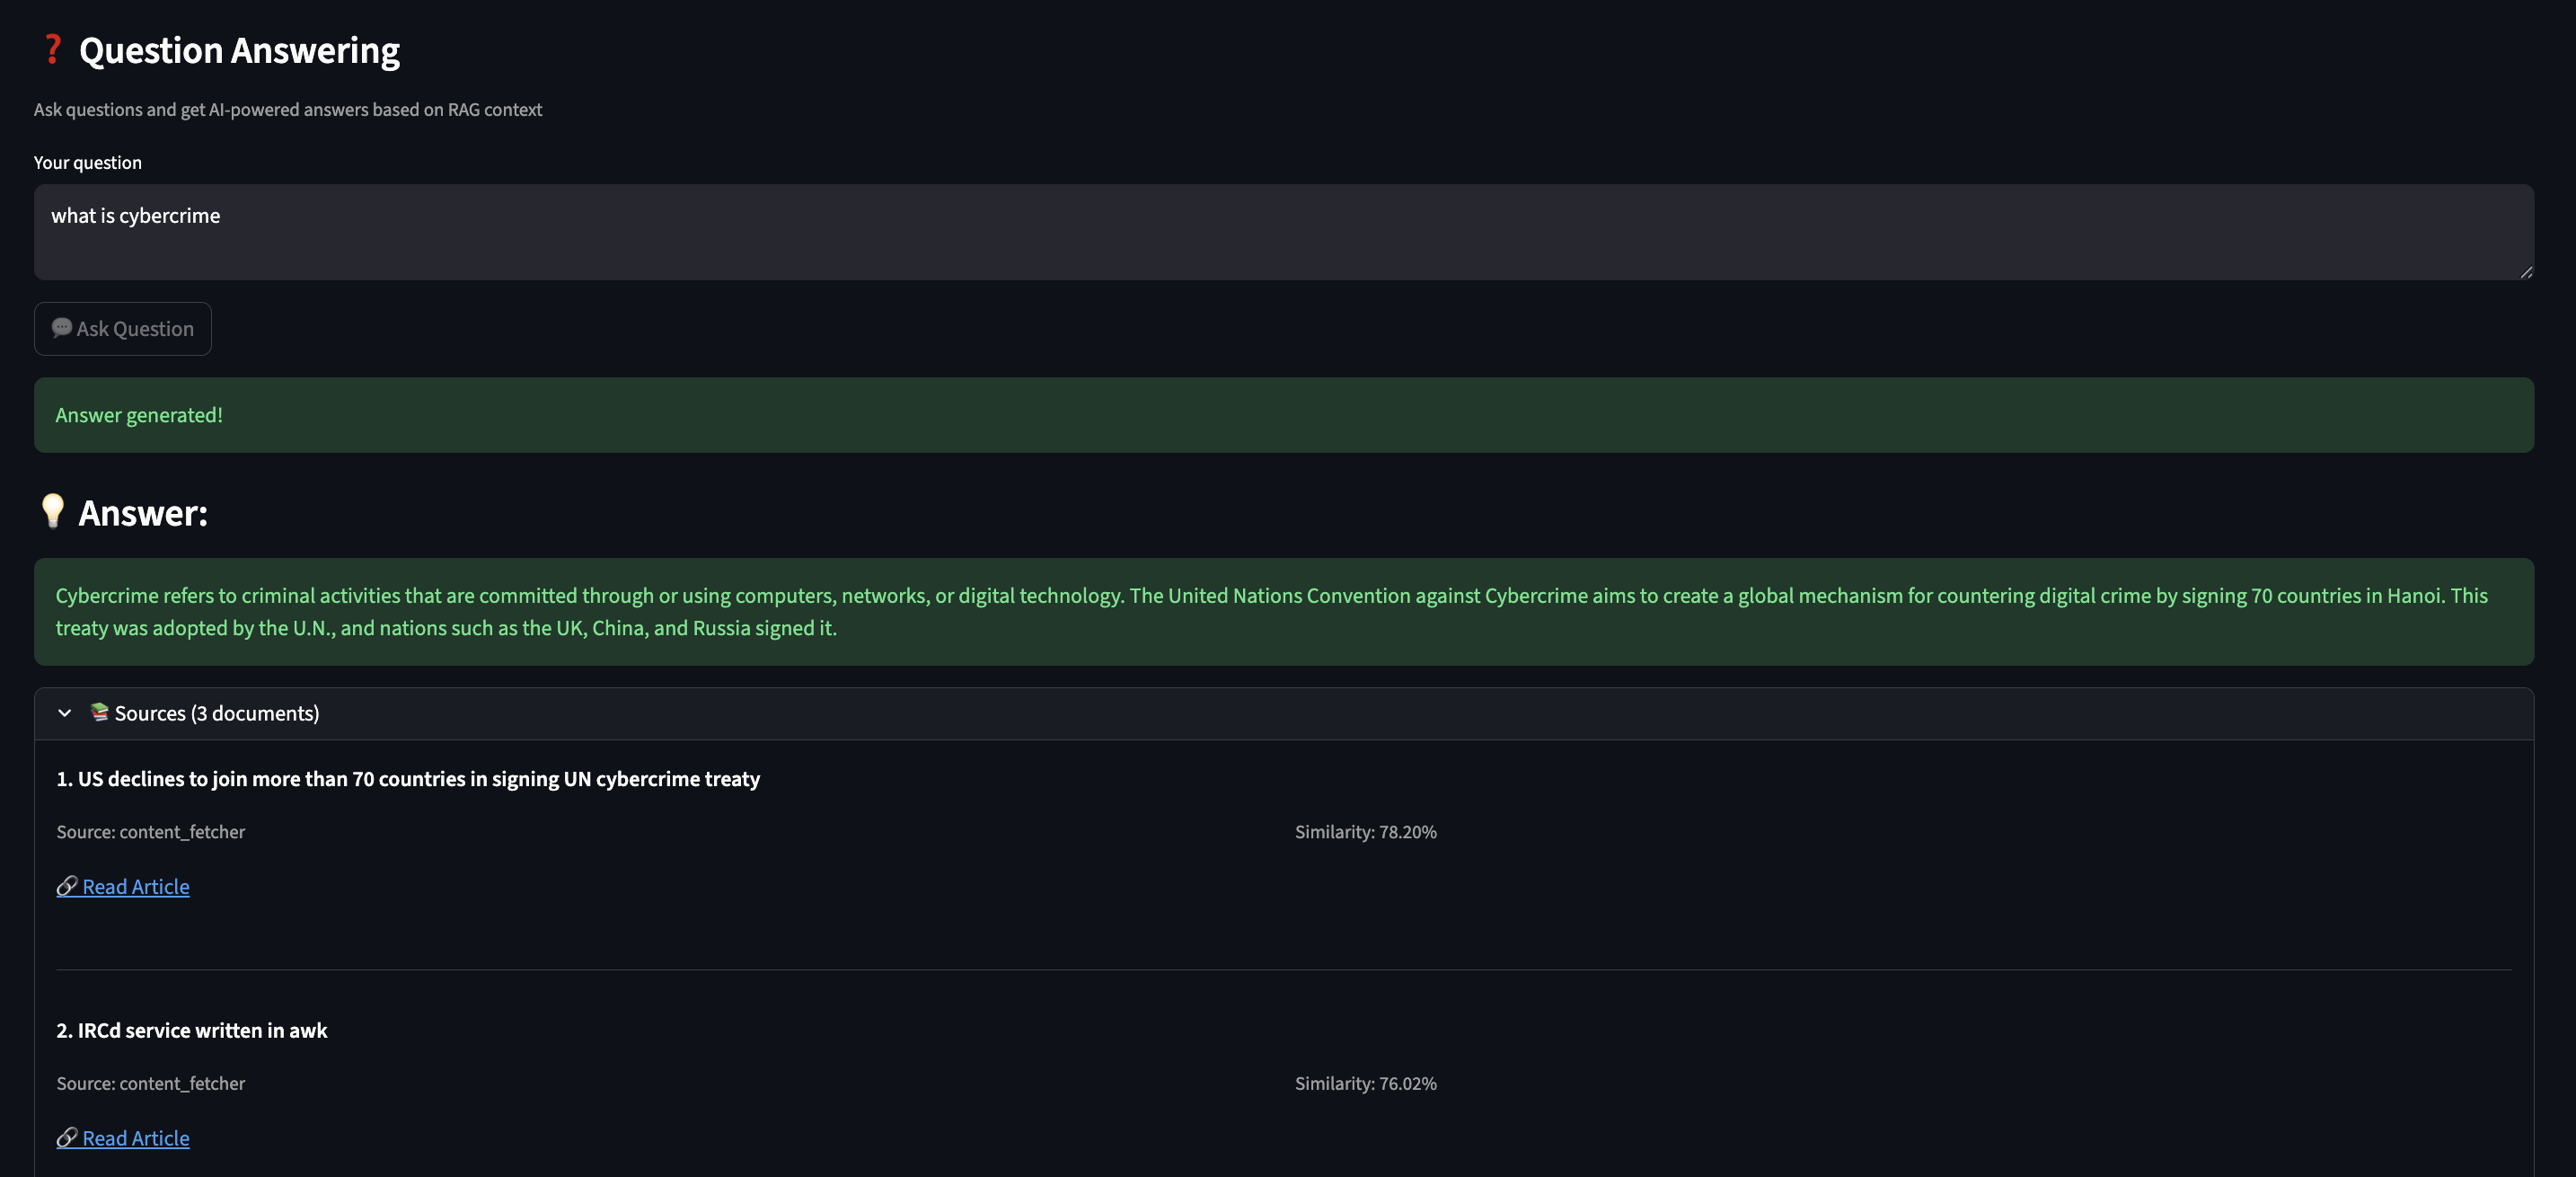 ❓ Question Answering
Ask questions and get AI-powered answers based on RAG context
Your question
what is cybercrime
💬 Ask Question
Answer generated!
💡 Answer:
Cybercrime refers to criminal activities that are committed through or using computers, networks, or digital technology. The United Nations Convention against Cybercrime aims to create a global mechanism for countering digital crime by signing 70 countries in Hanoi. This
treaty was adopted by the U.N., and nations such as the UK, China, and Russia signed it.
📚 Sources (3 documents)
1. US declines to join more than 70 countries in signing UN cybercrime treaty
Source: content_fetcher
Similarity: 78.20%
🔗 Read Article
2. IRCd service written in awk
Source: content_fetcher
Similarity: 76.02%
🔗 Read Article